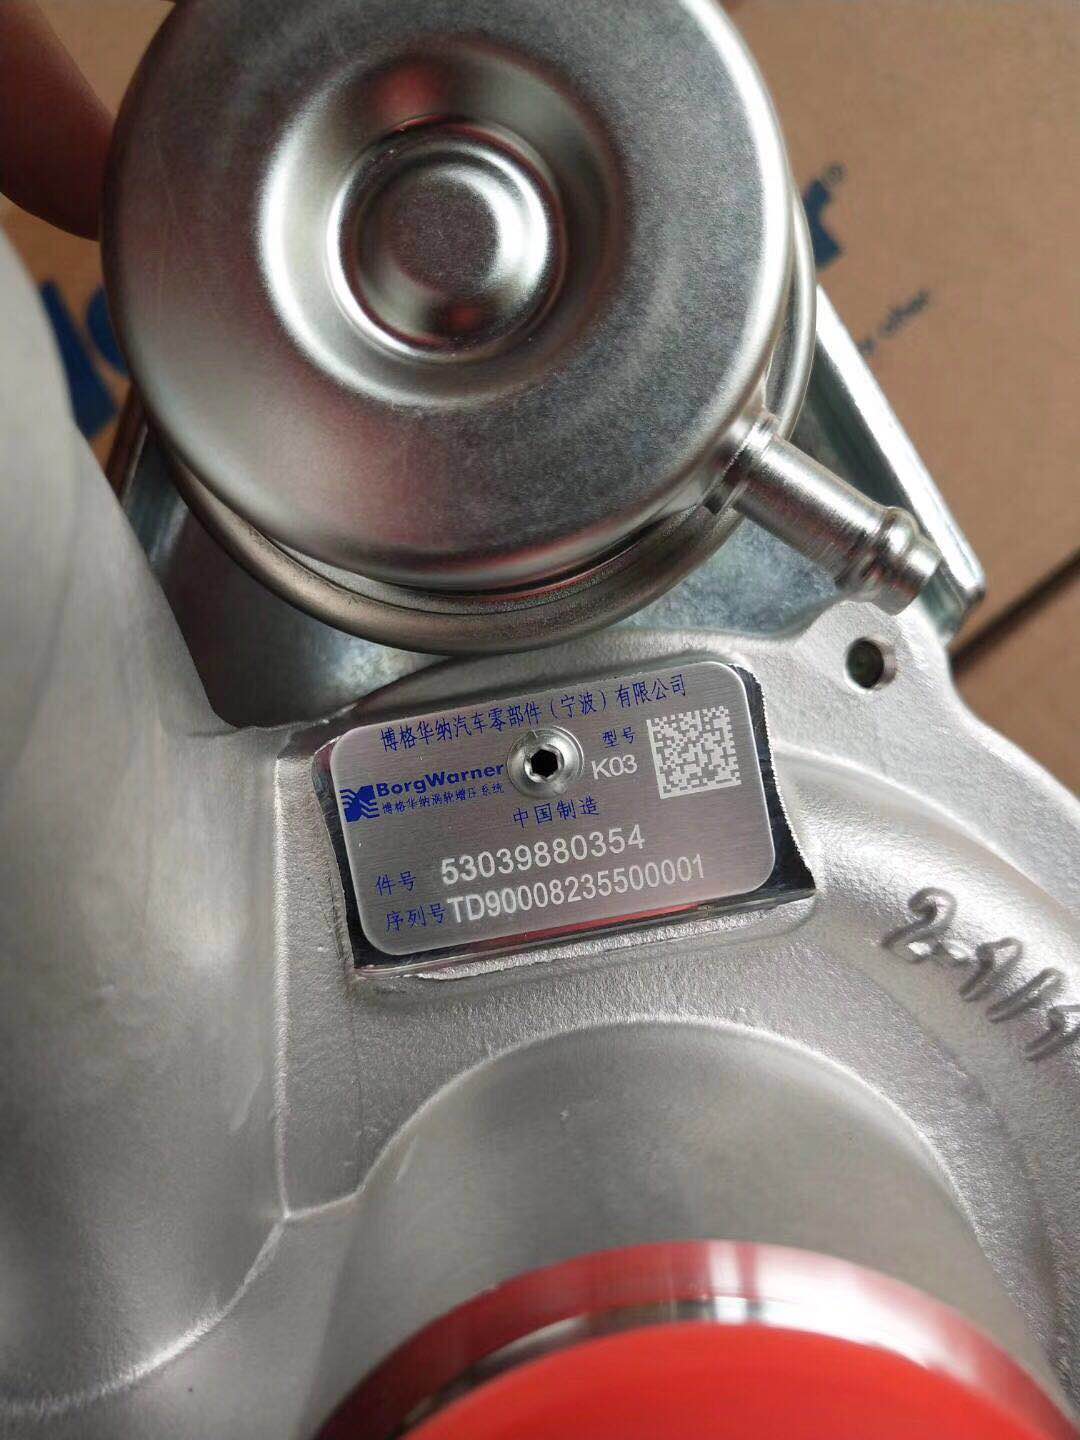 博格华纳汽车零部件（宁波）有限公司
BorgWarner
博格华纳涡轮增压系统
型号
K03
中国制造
件号 53039880354
序列号 TD90008235500001